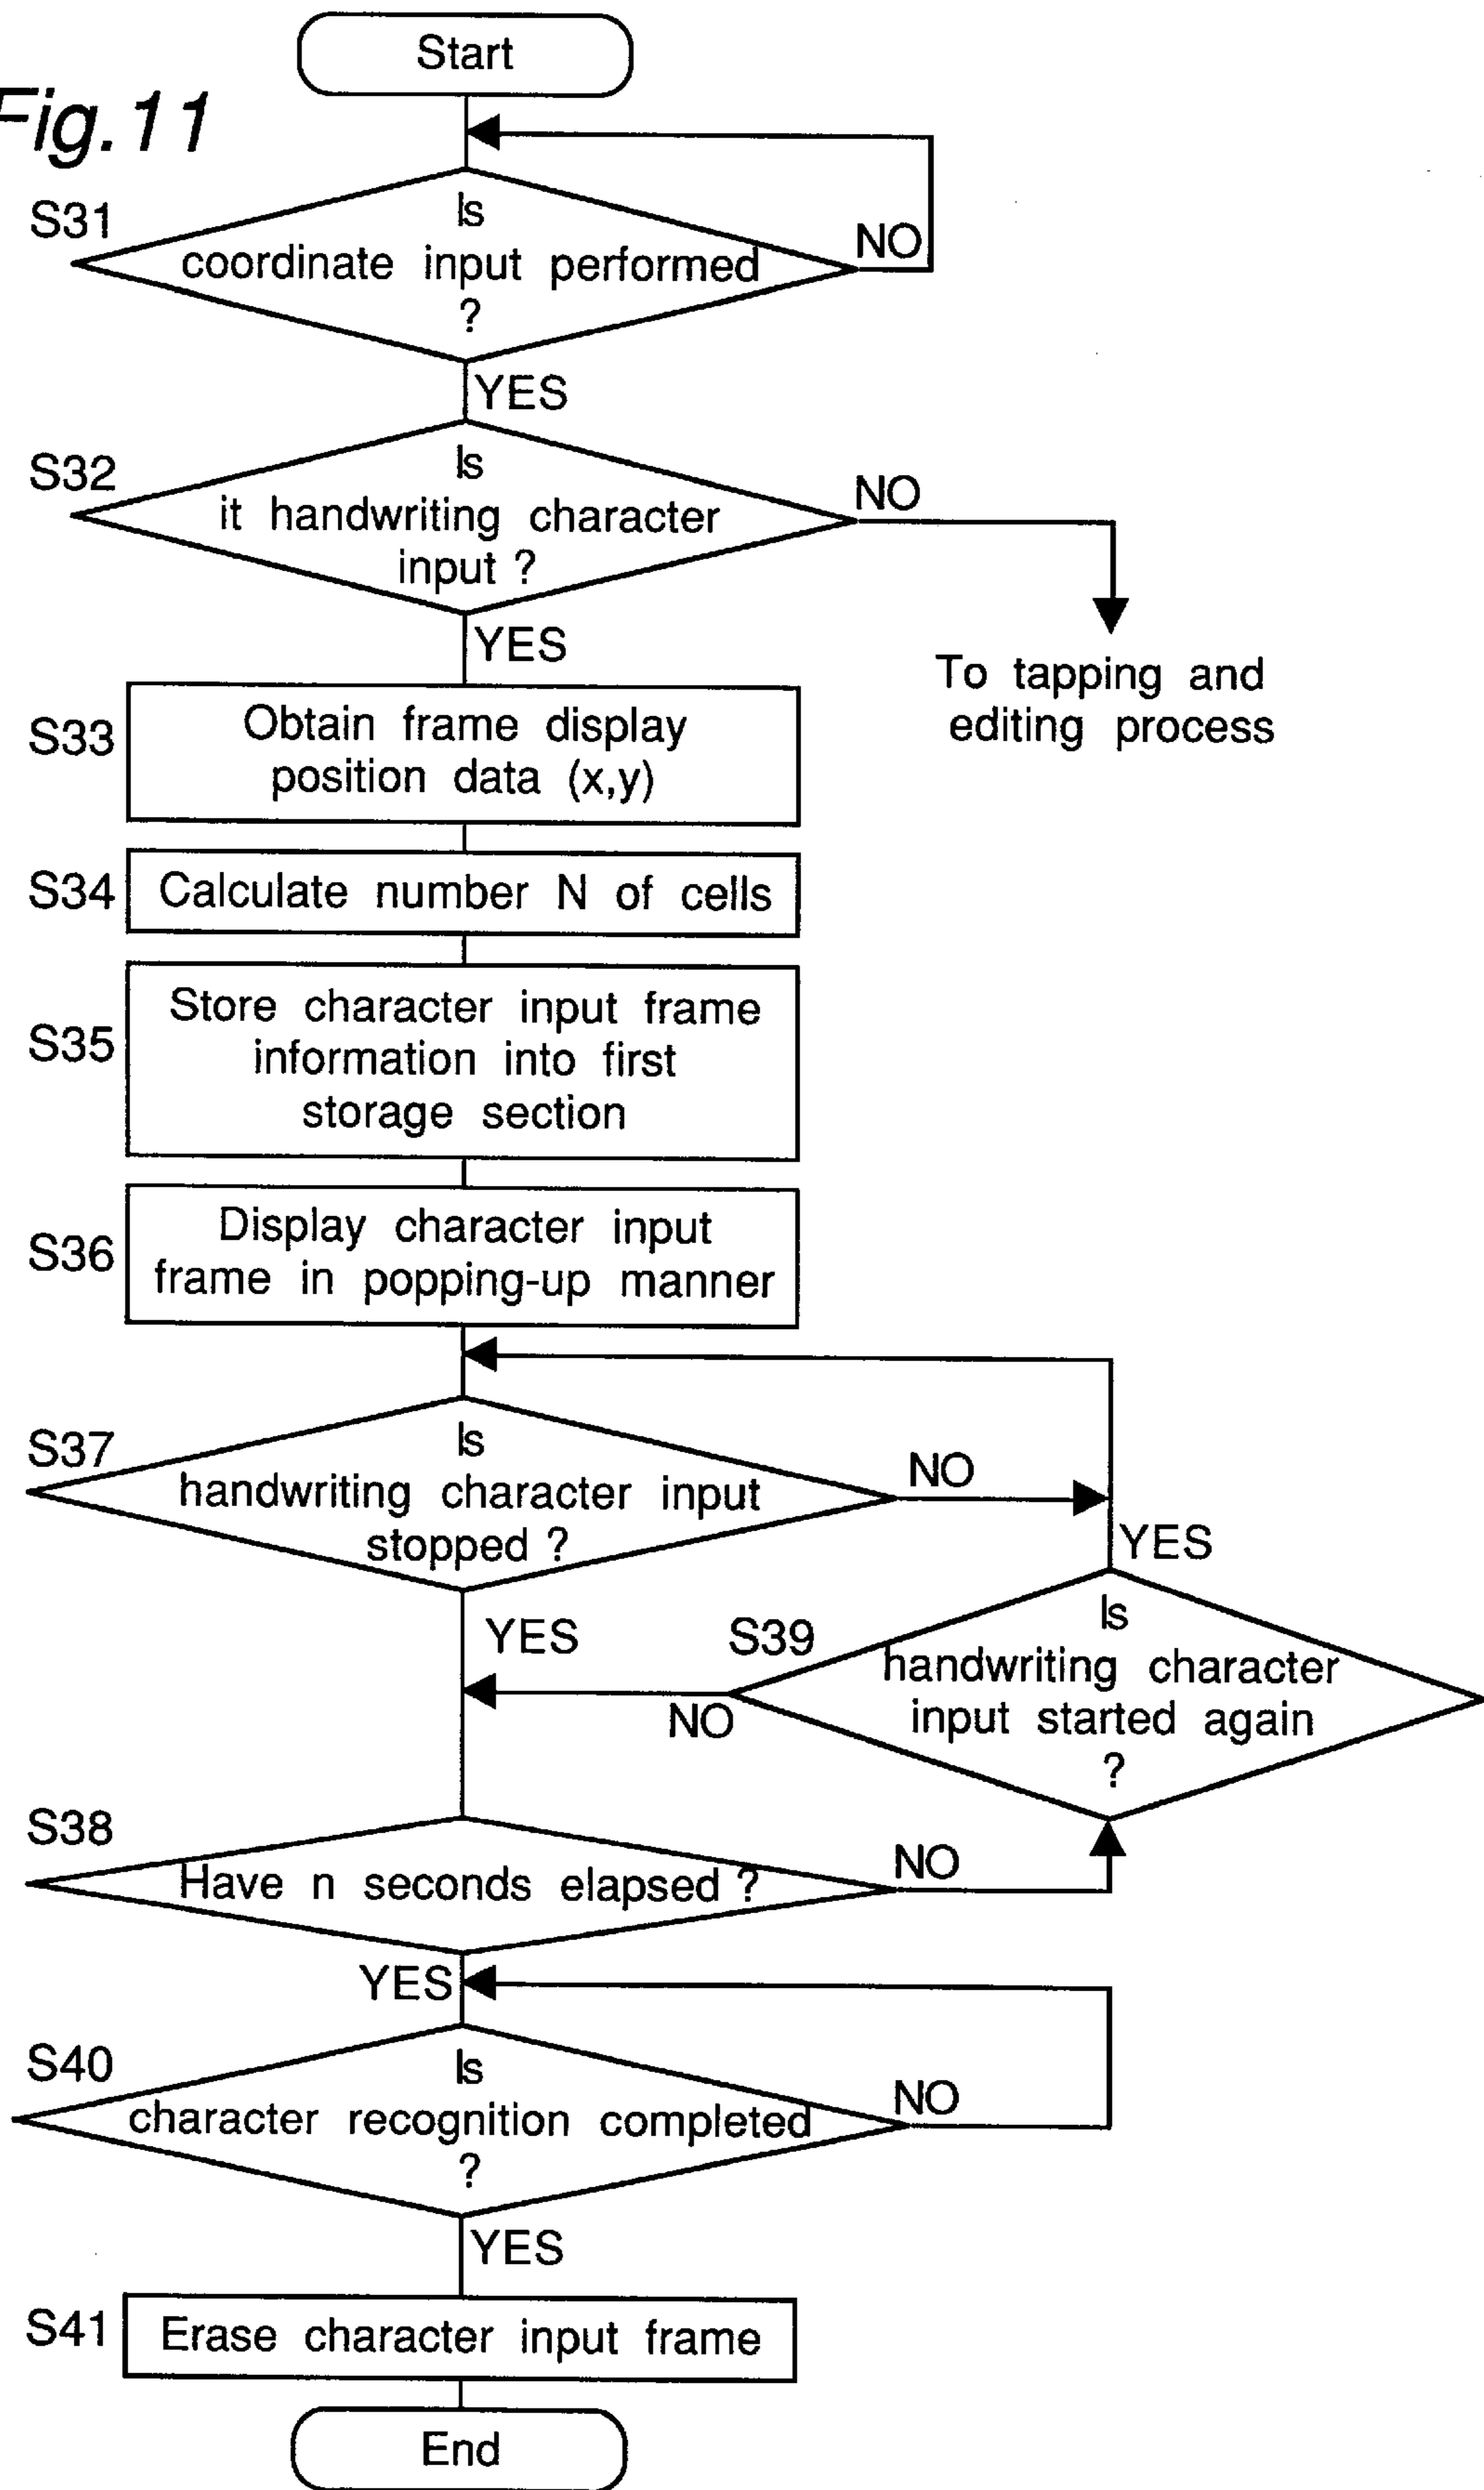 Start
Fig.11
S31
Is
coordinate input performed
?
NO
YES
S32
Is
it handwriting character
input ?
NO
YES
To tapping and
editing process
S33
Obtain frame display
position data (x,y)
S34
Calculate number N of cells
S35
Store character input frame
information into first
storage section
S36
Display character input
frame in popping-up manner
S37
Is
handwriting character input
stopped ?
NO
YES
YES
S39
Is
handwriting character
input started again
?
NO
S38
Have n seconds elapsed ?
NO
YES
S40
Is
character recognition completed
?
NO
YES
S41
Erase character input frame
End